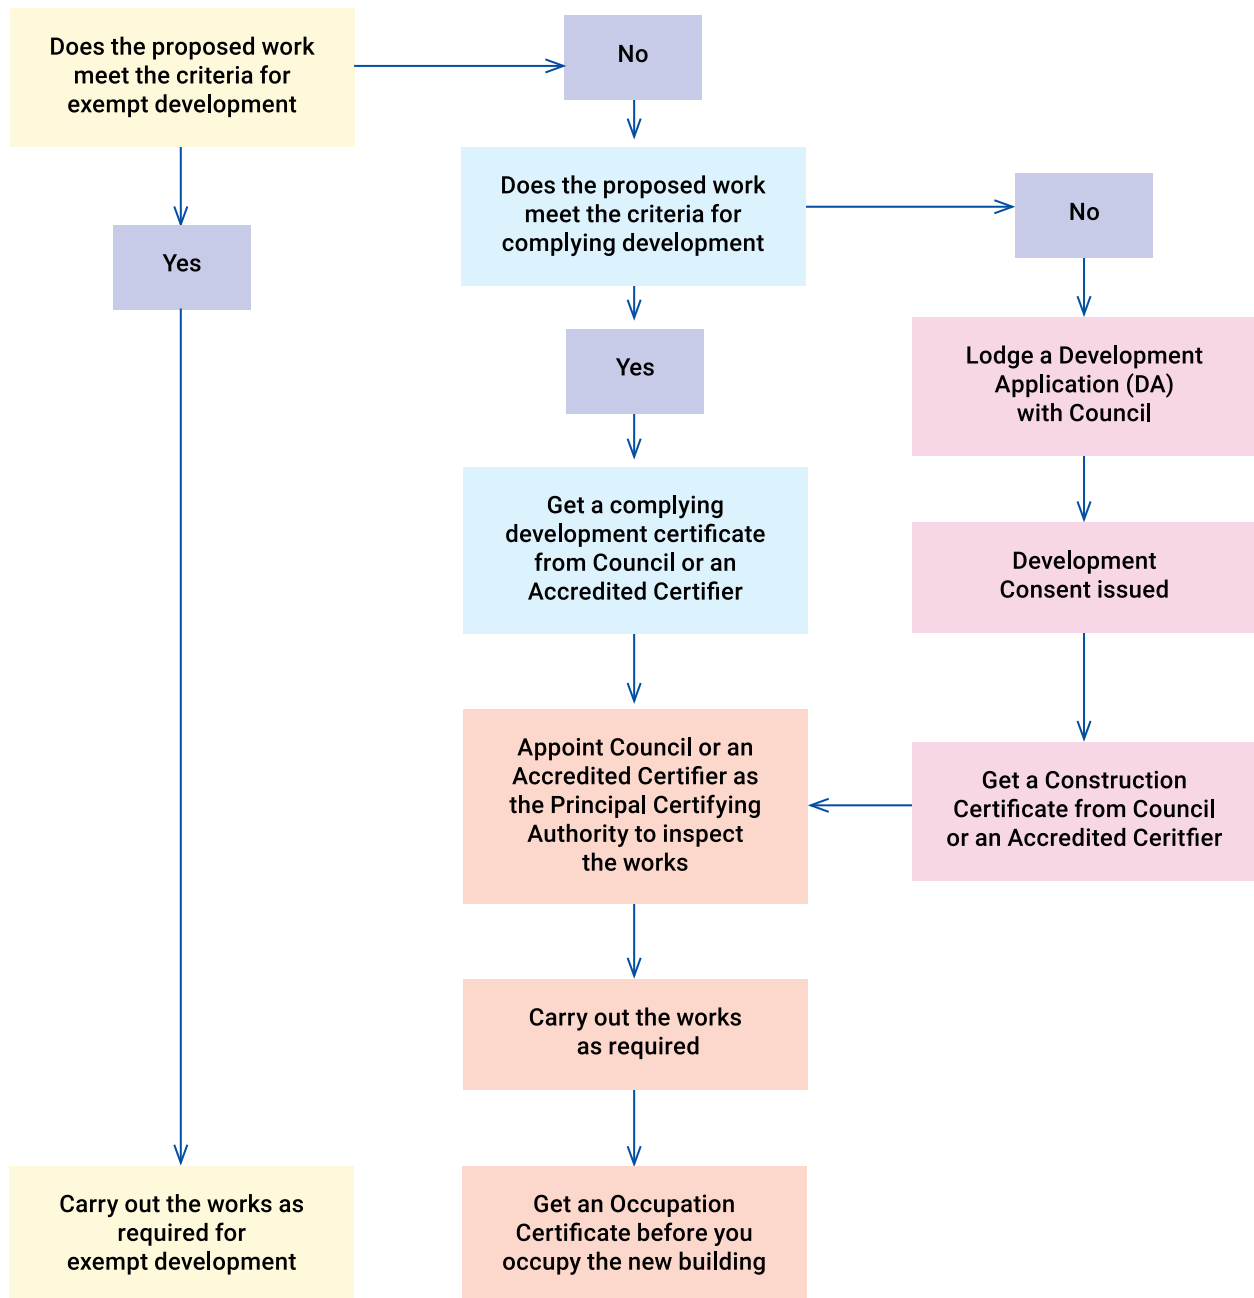 Does the proposed work
meet the criteria for
exempt development
No
Yes
Does the proposed work
meet the criteria for
complying development
No
Yes
Lodge a Development
Application (DA)
with Council
Get a complying
development certificate
from Council or an
Accredited Certifier
Development
Consent issued
Appoint Council or an
Accredited Certifier as
the Principal Certifying
Authority to inspect
the works
Get a Construction
Certificate from Council
or an Accredited Ceritfier
Carry out the works
as required
Carry out the works as
required for
exempt development
Get an Occupation
Certificate before you
occupy the new building